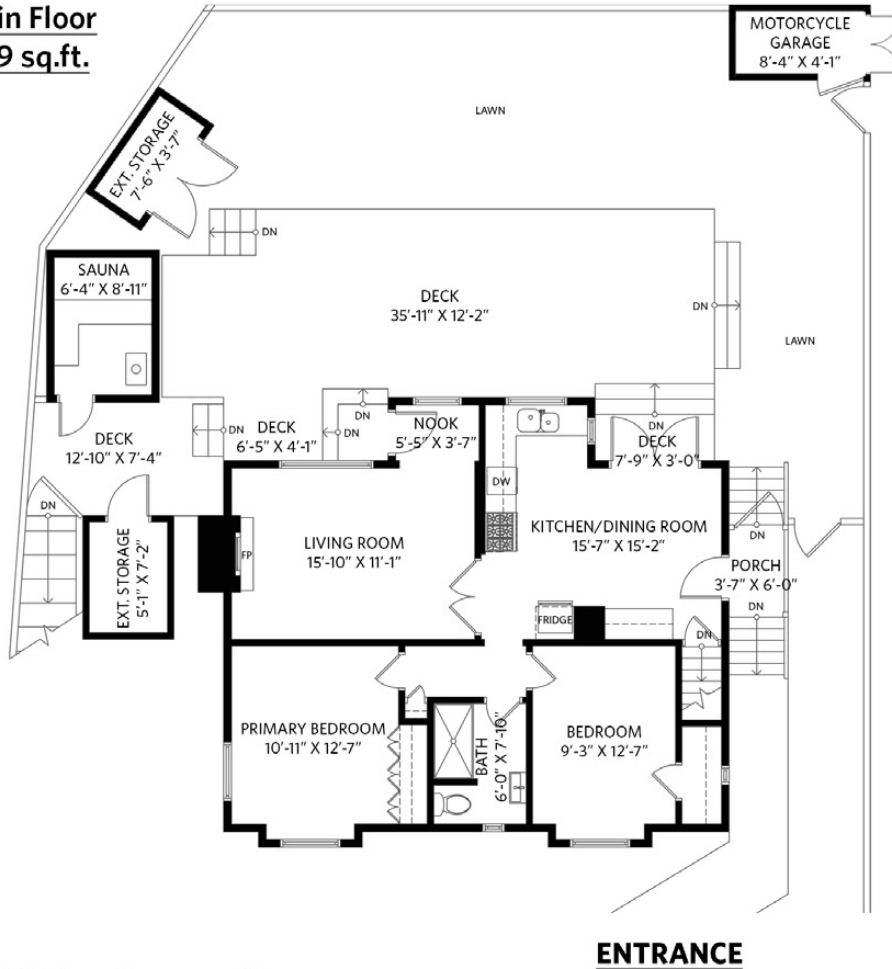 in Floor
9 sq.ft.
MOTORCYCLE
GARAGE
8'-4" X 4'-1"
LAWN
EXT. STORAGE
7'-6" X 3'-7"
DN
SAUNA
6'-4" X 8'-11"
DECK
35'-11" X 12'-2"
DN
LAWN
DECK
12'-10" X 7'-4"
DN
DECK
6'-5" X 4'-1"
DN
DN
NOOK
5'-5" X 3'-7"
DN
DECK
7'-9" X 3'-0"
DN
DW
EXT. STORAGE
5'-1" X 7'-2"
FP
LIVING ROOM
15'-10" X 11'-1"
KITCHEN/DINING ROOM
15'-7" X 15'-2"
DN
PORCH
3'-7" X 6'-0"
DN
FRIDGE
DN
PRIMARY BEDROOM
10'-11" X 12'-7"
BATH
6'-0" X 7'-10"
BEDROOM
9'-3" X 12'-7"
ENTRANCE